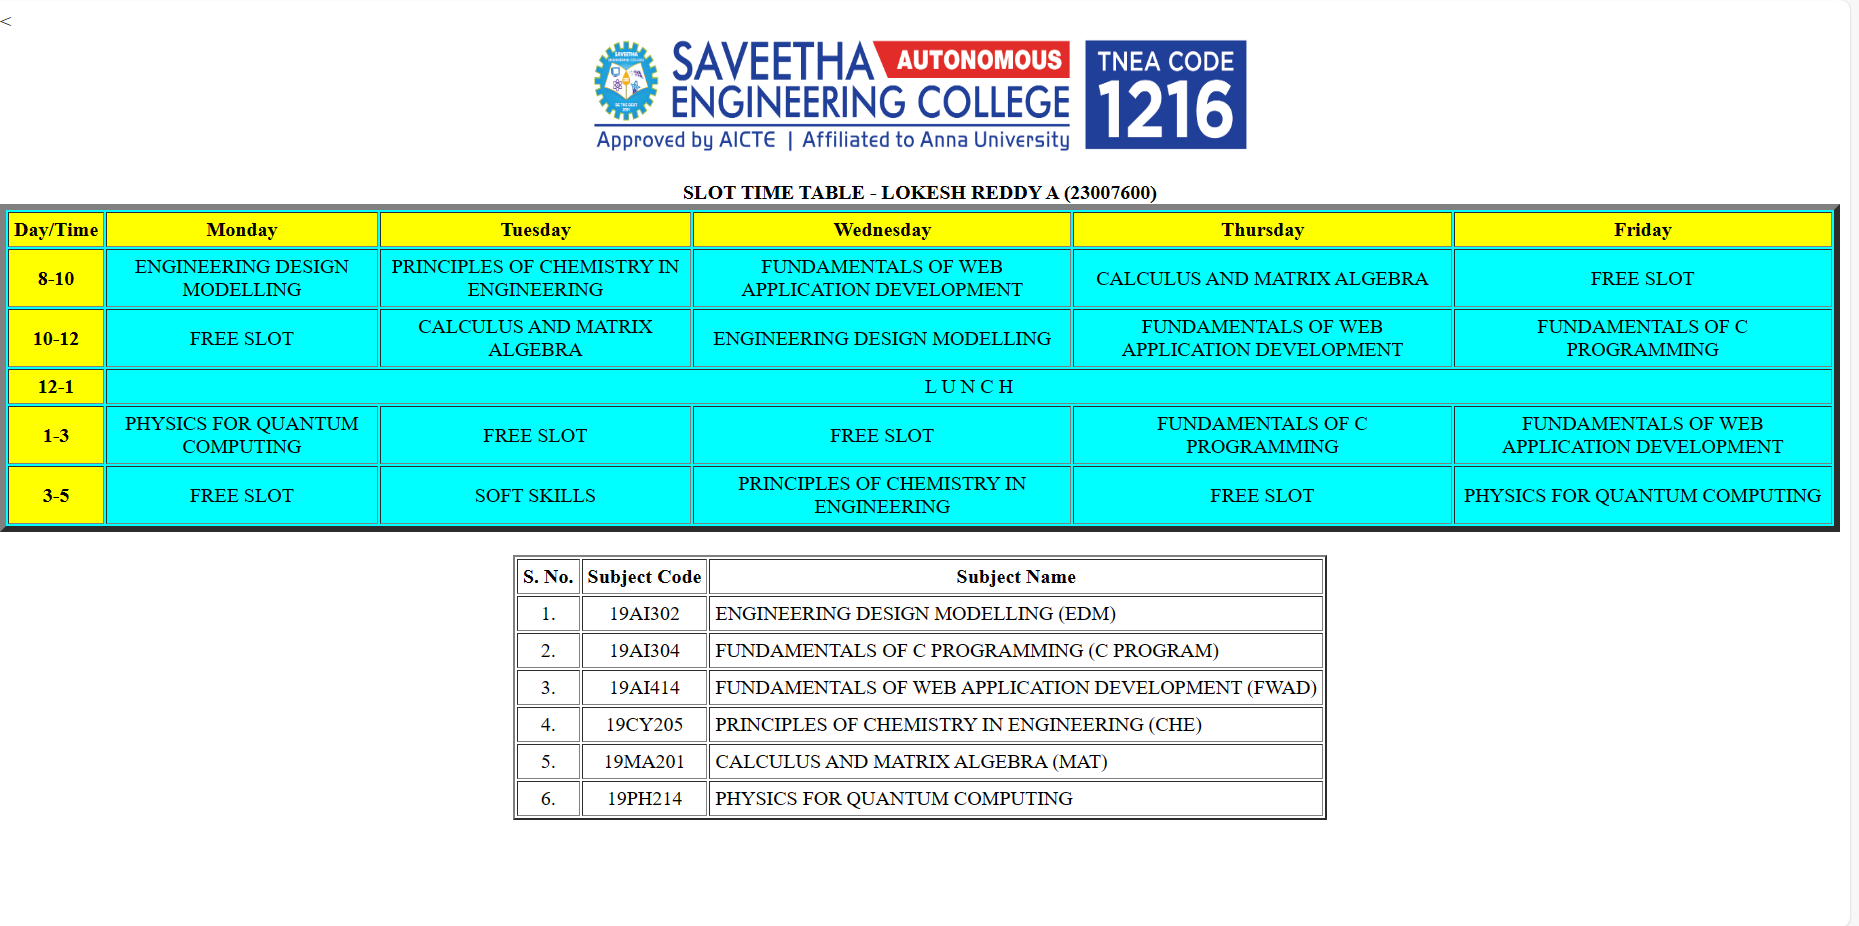 <
SAVEETHA AUTONOMOUS
ENGINEERING COLLEGE
Approved by AICTE | Affiliated to Anna University
TNEA CODE
1216
SLOT TIME TABLE - LOKESH REDDY A (23007600)
Day/Time Monday Tuesday Wednesday Thursday Friday
8-10 ENGINEERING DESIGN MODELLING PRINCIPLES OF CHEMISTRY IN ENGINEERING FUNDAMENTALS OF WEB APPLICATION DEVELOPMENT CALCULUS AND MATRIX ALGEBRA FREE SLOT
10-12 FREE SLOT CALCULUS AND MATRIX ALGEBRA ENGINEERING DESIGN MODELLING FUNDAMENTALS OF WEB APPLICATION DEVELOPMENT FUNDAMENTALS OF C PROGRAMMING
12-1 L U N C H
1-3 PHYSICS FOR QUANTUM COMPUTING FREE SLOT FREE SLOT FUNDAMENTALS OF C PROGRAMMING FUNDAMENTALS OF WEB APPLICATION DEVELOPMENT
3-5 FREE SLOT SOFT SKILLS PRINCIPLES OF CHEMISTRY IN ENGINEERING FREE SLOT PHYSICS FOR QUANTUM COMPUTING
S. No. Subject Code Subject Name
1. 19AI302 ENGINEERING DESIGN MODELLING (EDM)
2. 19AI304 FUNDAMENTALS OF C PROGRAMMING (C PROGRAM)
3. 19AI414 FUNDAMENTALS OF WEB APPLICATION DEVELOPMENT (FWAD)
4. 19CY205 PRINCIPLES OF CHEMISTRY IN ENGINEERING (CHE)
5. 19MA201 CALCULUS AND MATRIX ALGEBRA (MAT)
6. 19PH214 PHYSICS FOR QUANTUM COMPUTING